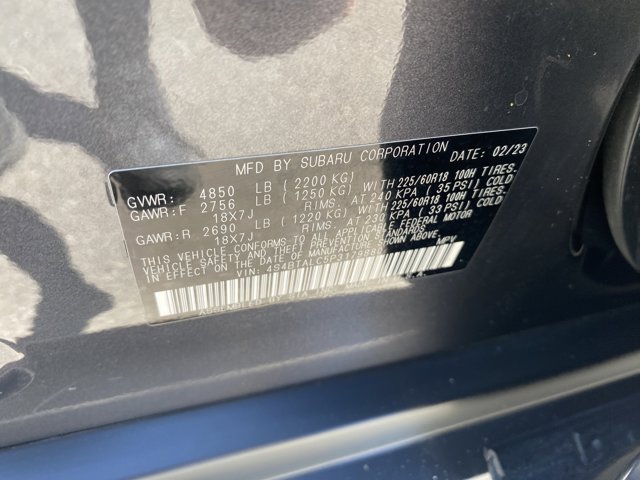 MFD BY SUBARU CORPORATION DATE: 02/23
GVWR: 4850 LB ( 2200 KG)
GAWR:F 2756 LB ( 1250 KG) WITH 225/60R18 100H TIRES.
18X7J RIMS. AT 240 KPA ( 35 PSI) COLD
GAWR:R 2690 LB ( 1220 KG) WITH 225/60R18 100H TIRES.
18X7J RIMS. AT 230 KPA ( 33 PSI) COLD
THIS VEHICLE CONFORMS TO ALL APPLICABLE FEDERAL MOTOR
VEHICLE SAFETY AND THEFT PREVENTION STANDARDS
IN EFFECT ON THE DATE OF MANUFACTURE SHOWN ABOVE.
VIN: MPV
ASSEMBLED BY